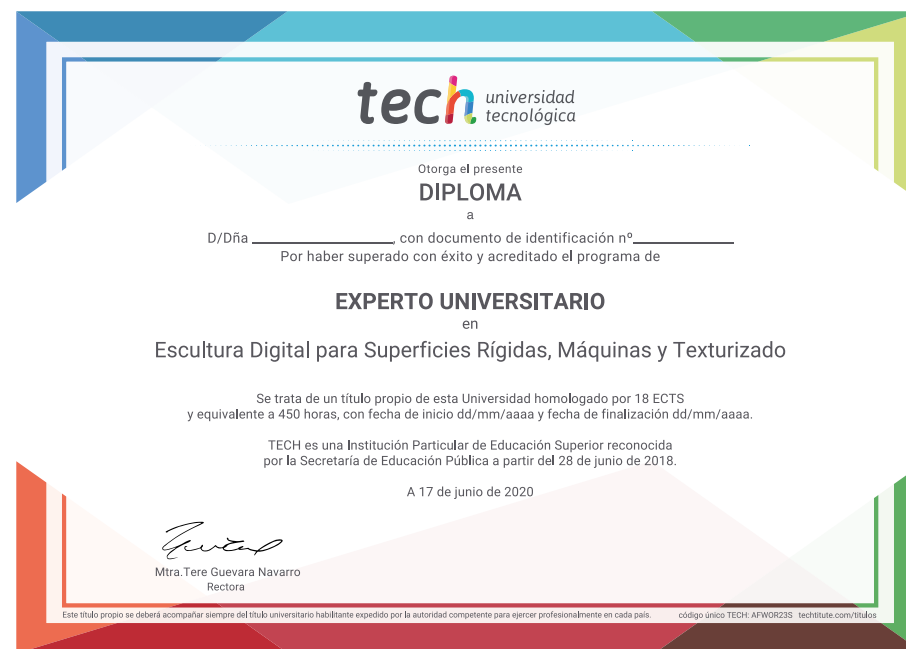 tech universidad
tecnológica
Otorga el presente
DIPLOMA
a
D/Dña ____________________, con documento de identificación nº______________
Por haber superado con éxito y acreditado el programa de
EXPERTO UNIVERSITARIO
en
Escultura Digital para Superficies Rígidas, Máquinas y Texturizado
Se trata de un título propio de esta Universidad homologado por 18 ECTS
y equivalente a 450 horas, con fecha de inicio dd/mm/aaaa y fecha de finalización dd/mm/aaaa.
TECH es una Institución Particular de Educación Superior reconocida
por la Secretaría de Educación Pública a partir del 28 de junio de 2018.
A 17 de junio de 2020
Mtra.Tere Guevara Navarro
Rectora
Este título propio se deberá acompañar siempre del título universitario habilitante expedido por la autoridad competente para ejercer profesionalmente en cada país. código único TECH: AFWOR23S techtitute.com/titulos